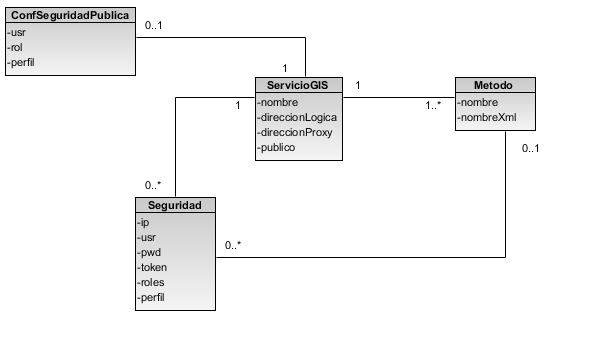 ConfSeguridadPublica
-usr
-rol
-perfil
0..1
1
ServicioGIS
-nombre
-direccionLogica
-direccionProxy
-publico
1
1
1..*
Metodo
-nombre
-nombreXml
0..1
0..*
Seguridad
-ip
-usr
-pwd
-token
-roles
-perfil
0..*